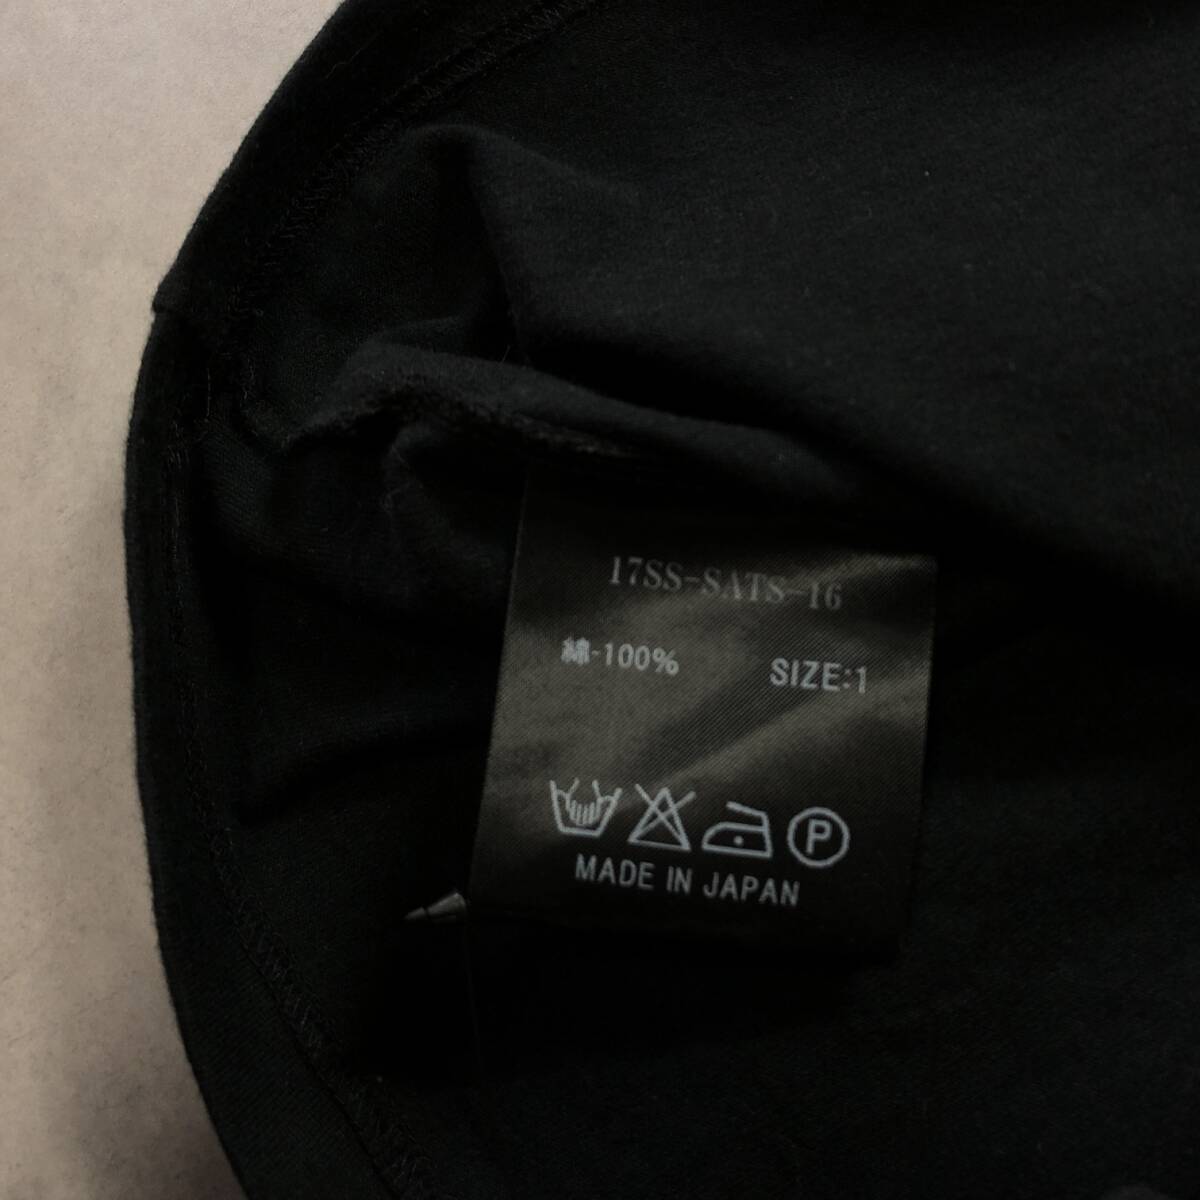 17SS-SATS-16
綿-100% SIZE:1
P
MADE IN JAPAN